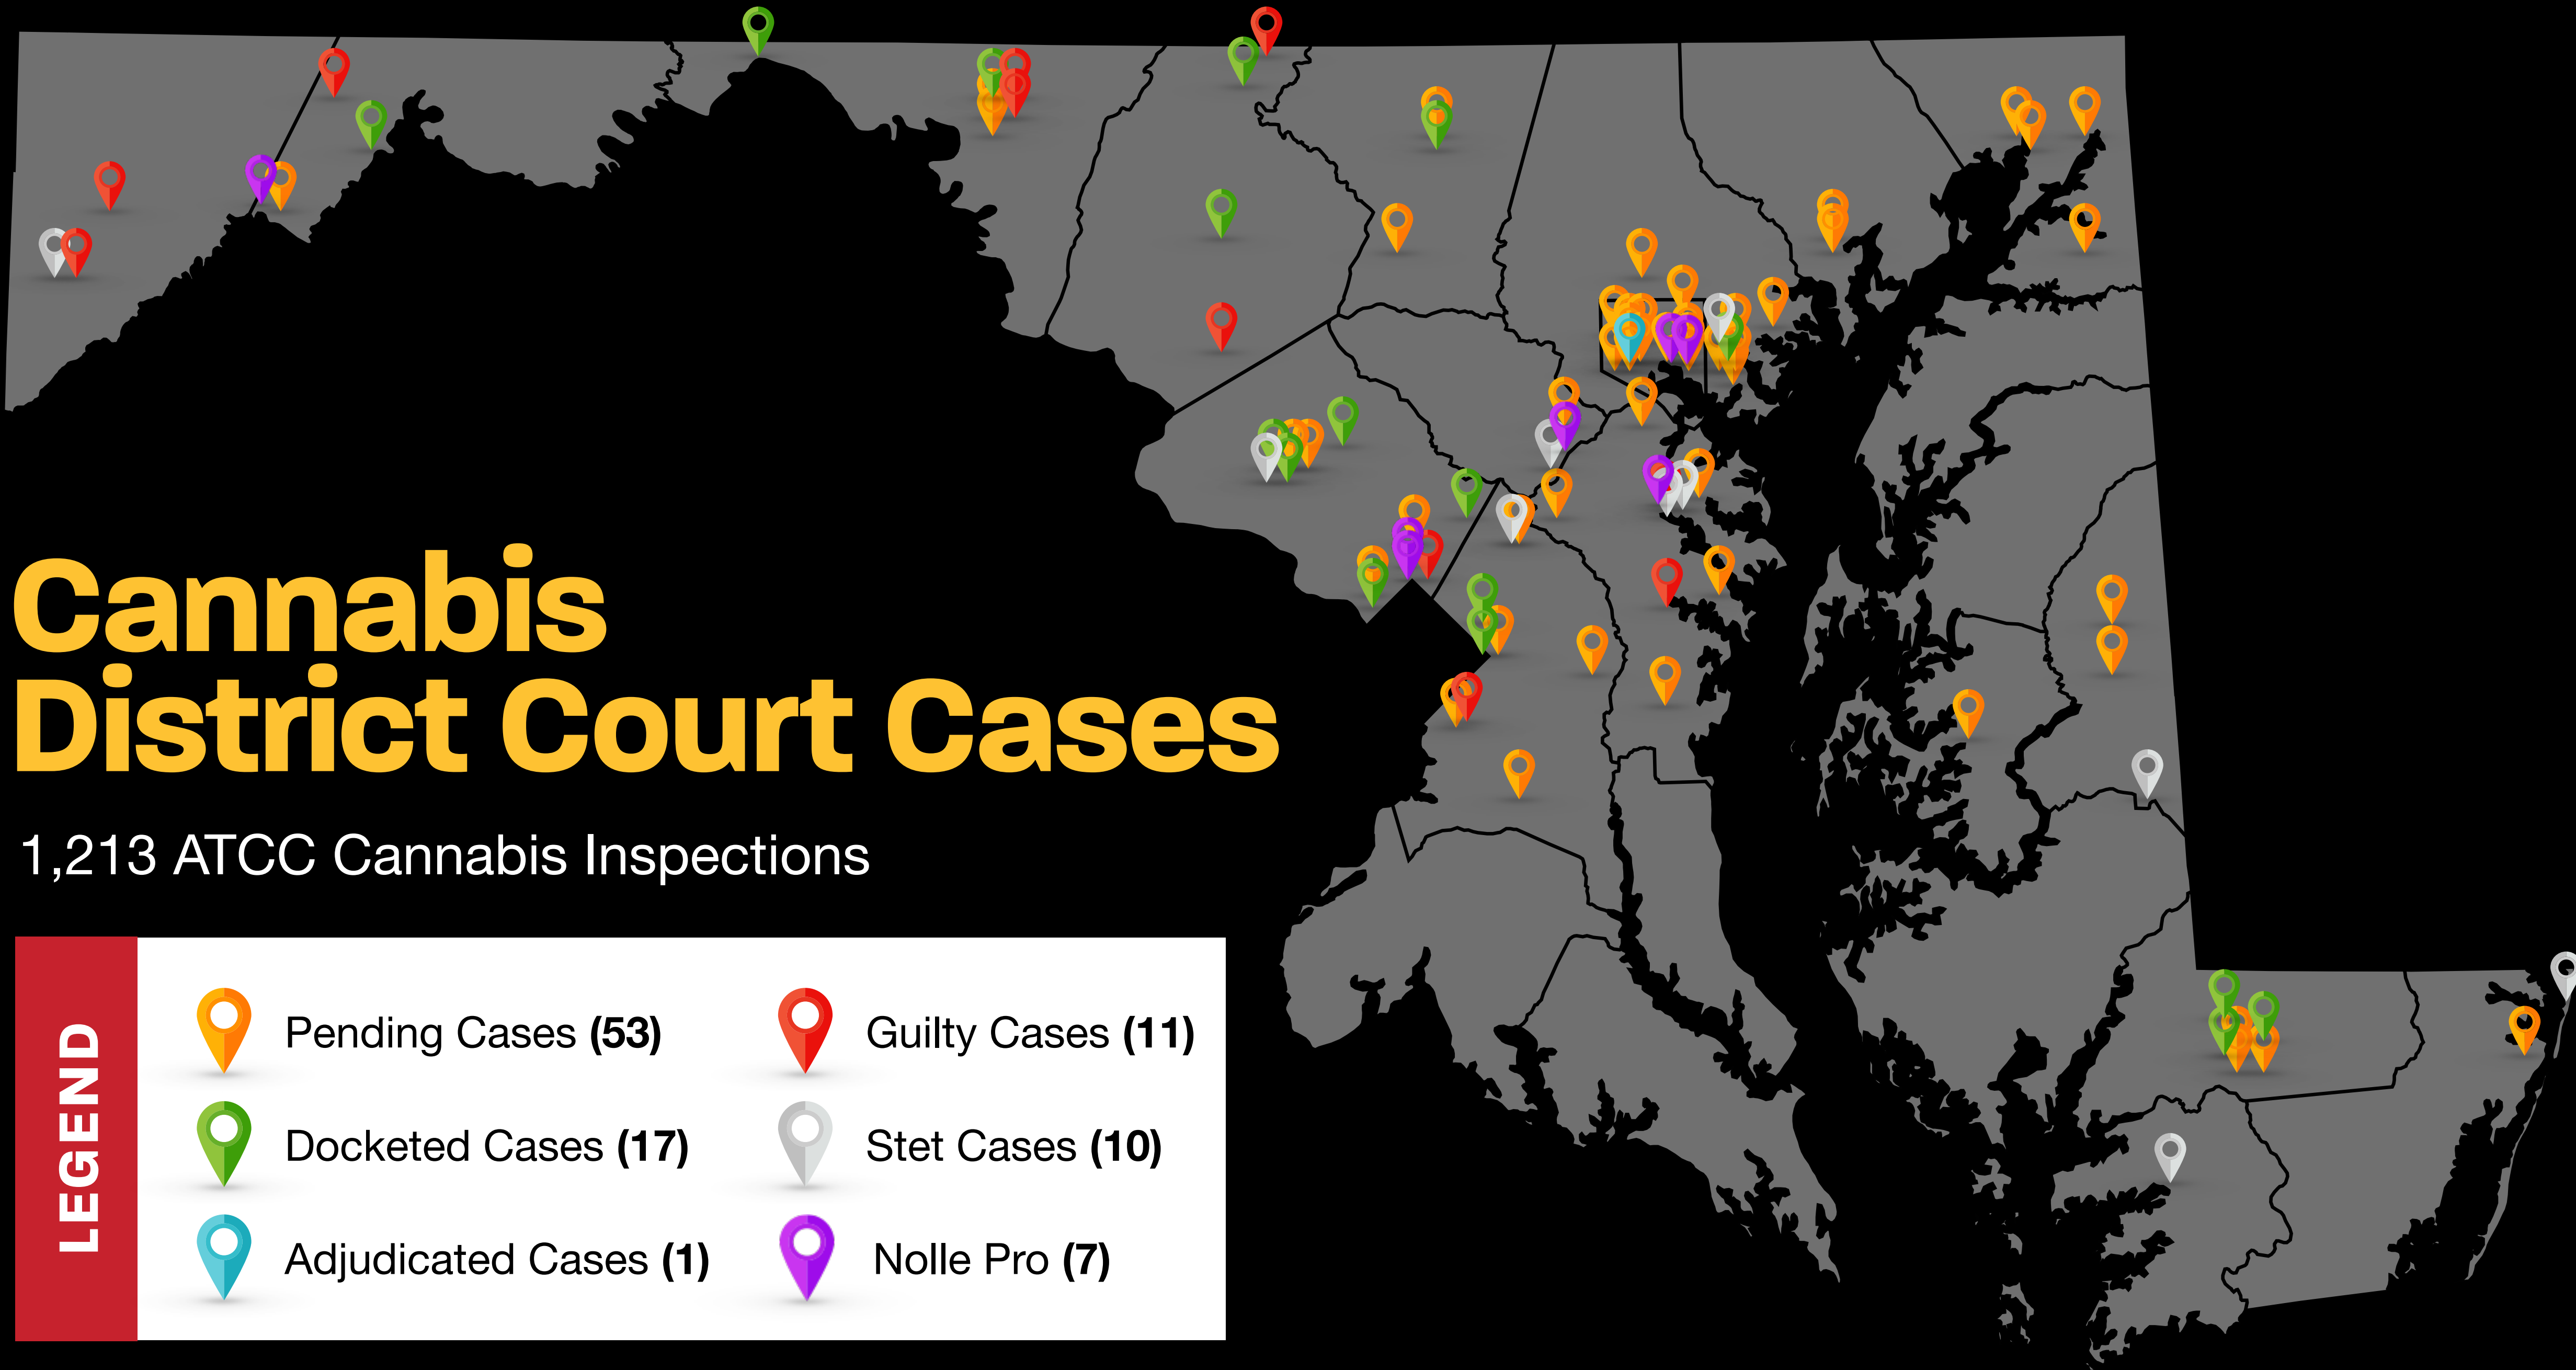 Cannabis
District Court Cases
1,213 ATCC Cannabis Inspections
LEGEND
Pending Cases (53)
Guilty Cases (11)
Docketed Cases (17)
Stet Cases (10)
Adjudicated Cases (1)
Nolle Pro (7)